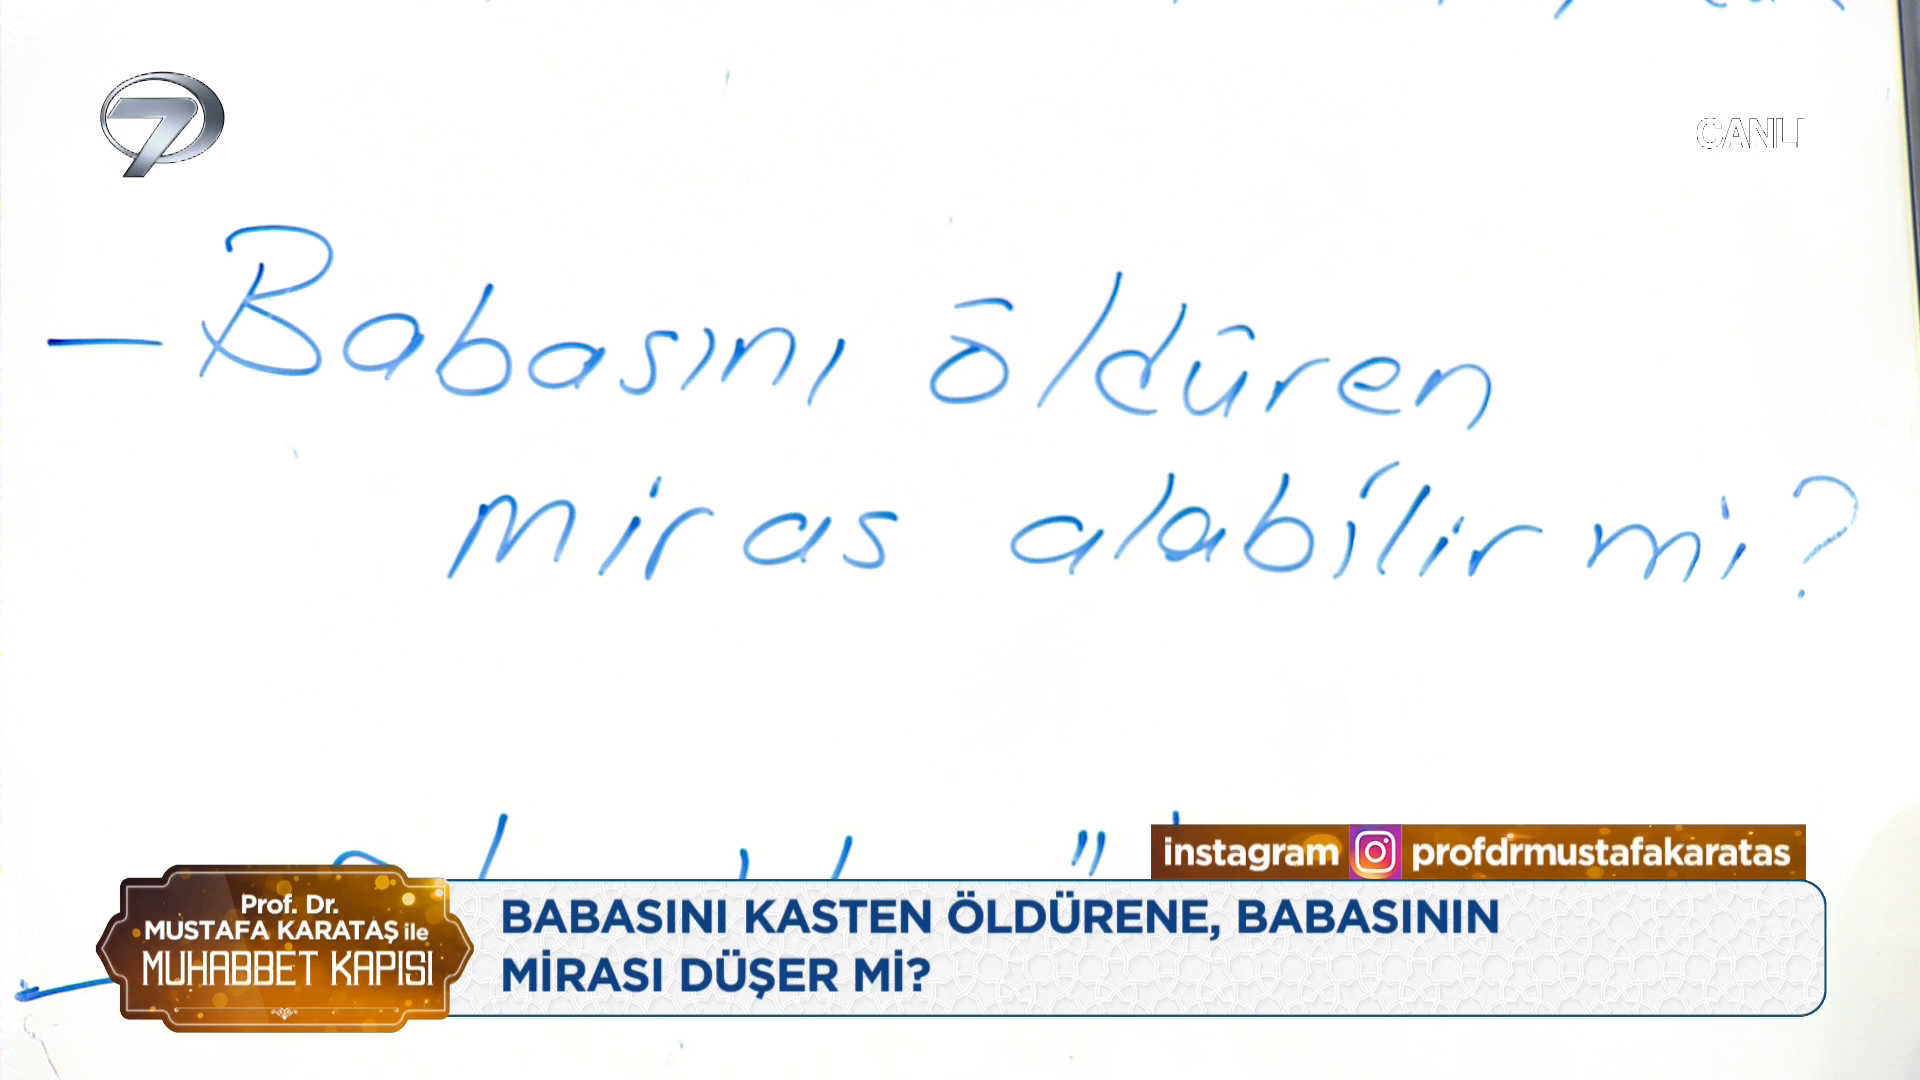 7
CANLI
- Babasını öldüren
miras alabilir mi?
instagram profdrmustafakaratas
Prof. Dr.
MUSTAFA KARATAŞ ile
MUHABBET KAPISI
BABASINI KASTEN ÖLDÜRENE, BABASININ
MİRASI DÜŞER Mİ?